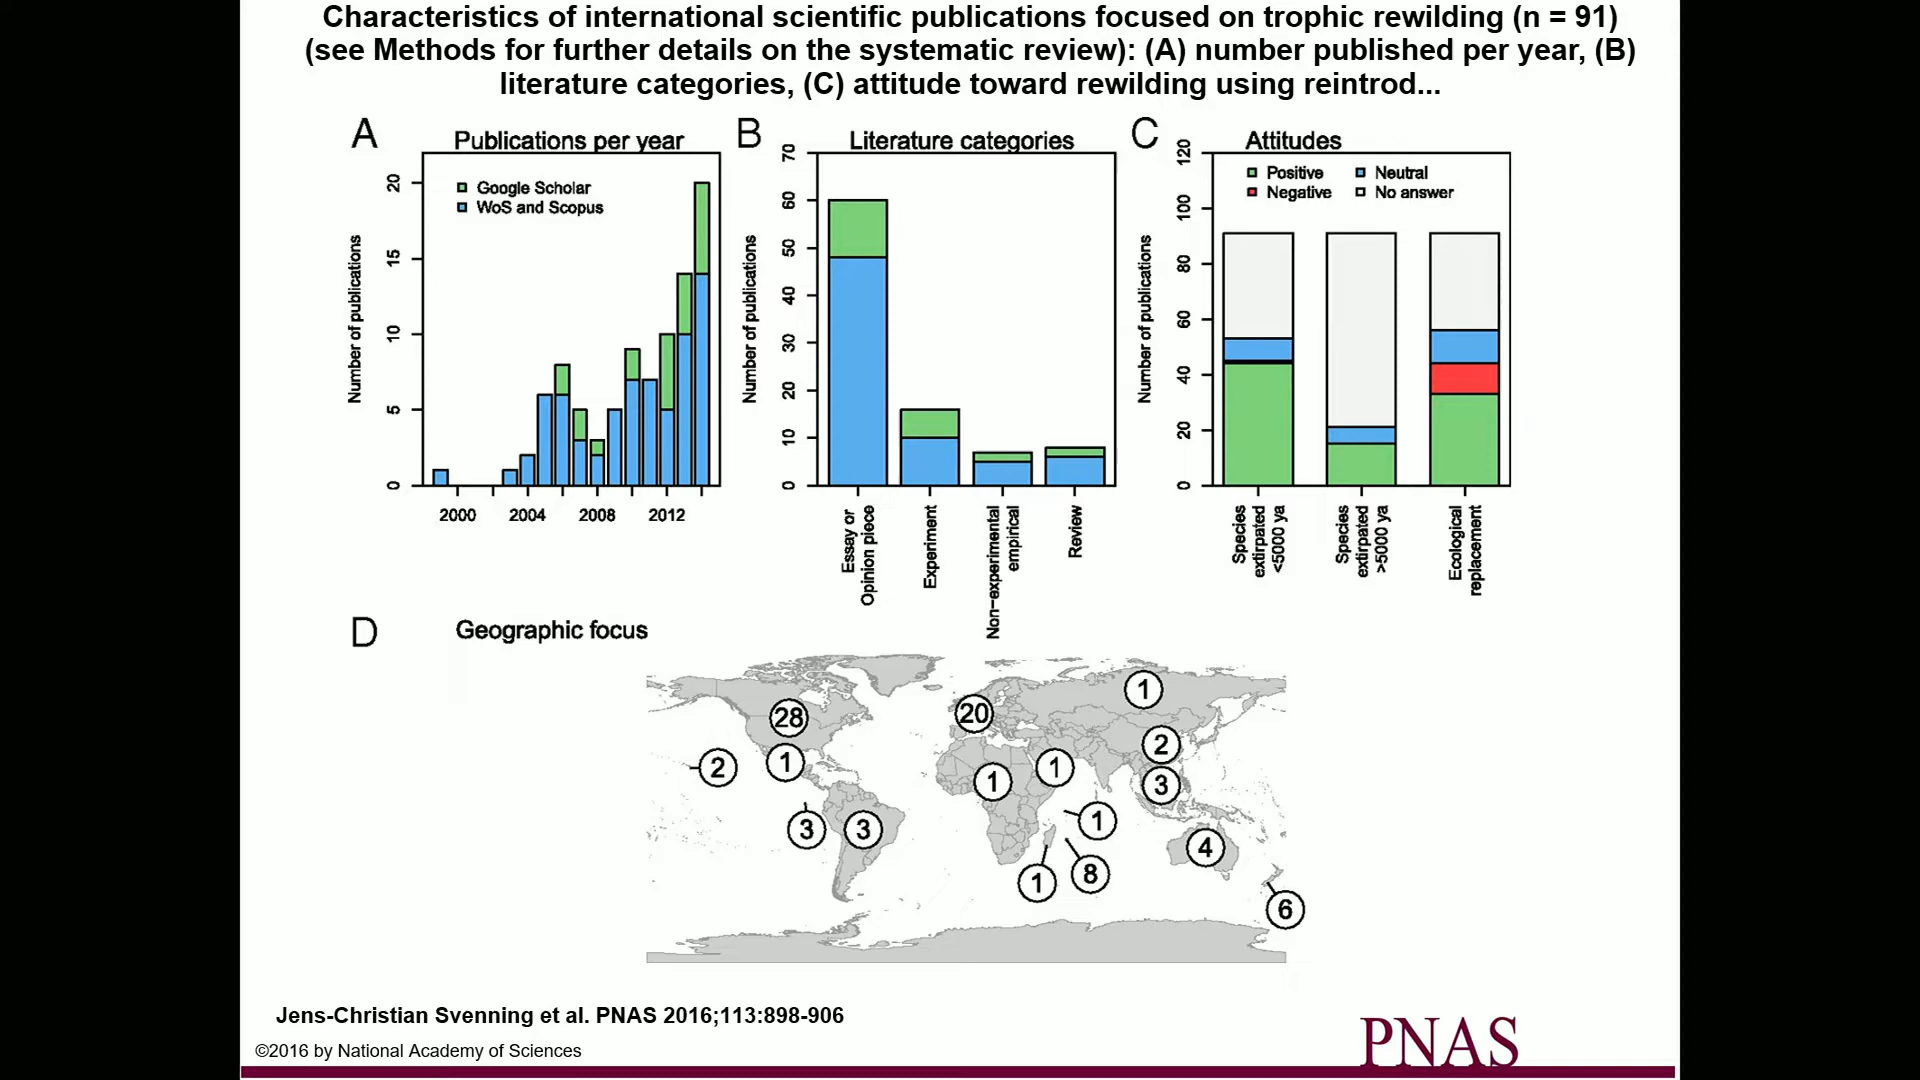 Characteristics of international scientific publications focused on trophic rewilding (n = 91)
(see Methods for further details on the systematic review): (A) number published per year, (B)
literature categories, (C) attitude toward rewilding using reintrod...
A
Publications per year
Google Scholar
WoS and Scopus
Number of publications
20
15
10
5
0
2000 2004 2008 2012
B
Literature categories
Number of publications
70
60
50
40
30
20
10
0
Essay or
Opinion piece
Experiment
Non-experimental
empirical
Review
C
Attitudes
Positive
Negative
Neutral
No answer
Number of publications
120
100
80
60
40
20
0
Species
extirpated
<5000 ya
Species
extirpated
>5000 ya
Ecological
replacement
D
Geographic focus
28
20
1
2
1
2
1
1
3
3
3
1
4
1
8
6
Jens-Christian Svenning et al. PNAS 2016;113:898-906
©2016 by National Academy of Sciences
PNAS